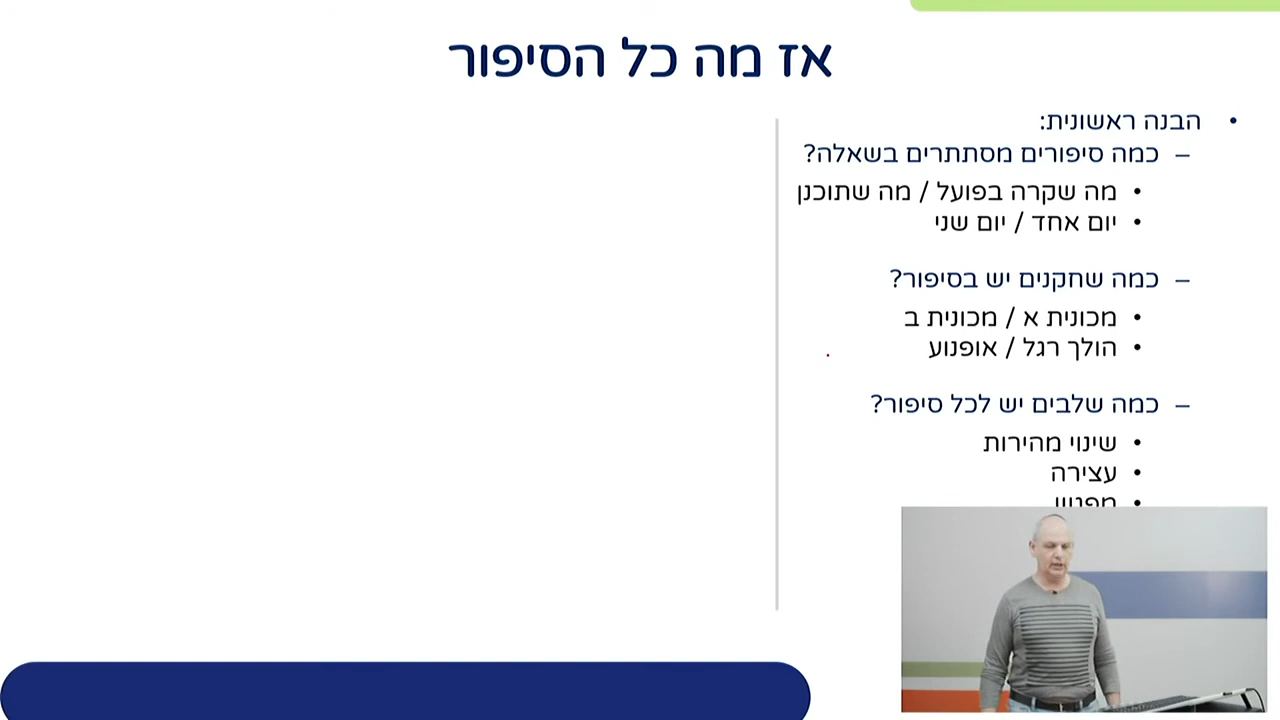 אז מה כל הסיפור
• הבנה ראשונית:
– כמה סיפורים מסתתרים בשאלה?
• מה שקרה בפועל / מה שתוכנן
• יום אחד / יום שני
– כמה שחקנים יש בסיפור?
• מכונית א / מכונית ב
• הולך רגל / אופנוע
– כמה שלבים יש לכל סיפור?
• שינוי מהירות
• עצירה
• מפגש